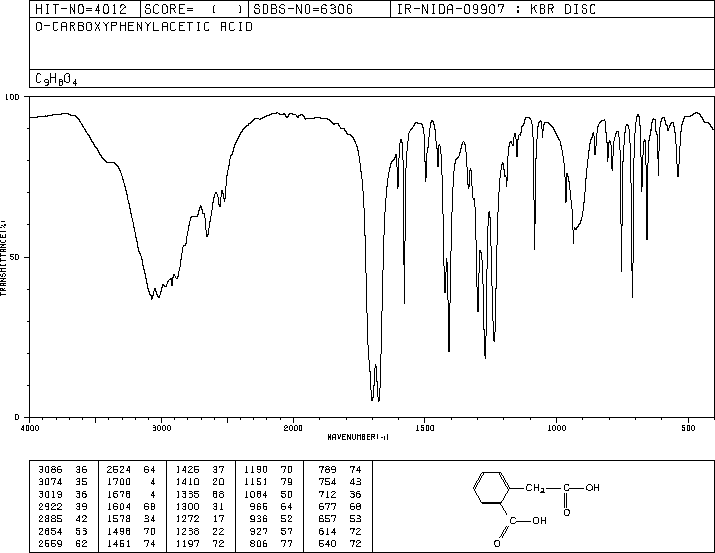 HIT-NO=4012 SCORE= ( ) SDBS-NO=6306 IR-NIDA-09907 : KBR DISC
O-CARBOXYPHENYLACETIC ACID
C9H8O4
100
50
0
TRANSMITTANCE(%)
4000 3000 2000 1500 1000 500
WAVENUMBER(-1)
3086 36 2524 64 1425 37 1190 70 789 74
3074 35 1700 4 1410 20 1151 79 754 43
3019 36 1678 4 1335 68 1084 50 712 36
2922 39 1604 68 1300 31 966 64 677 68
2885 42 1578 34 1272 17 936 52 657 53
2654 53 1498 70 1238 22 927 57 614 72
2559 62 1451 74 1197 72 806 77 540 72
CH2 C OH
O
C OH
O